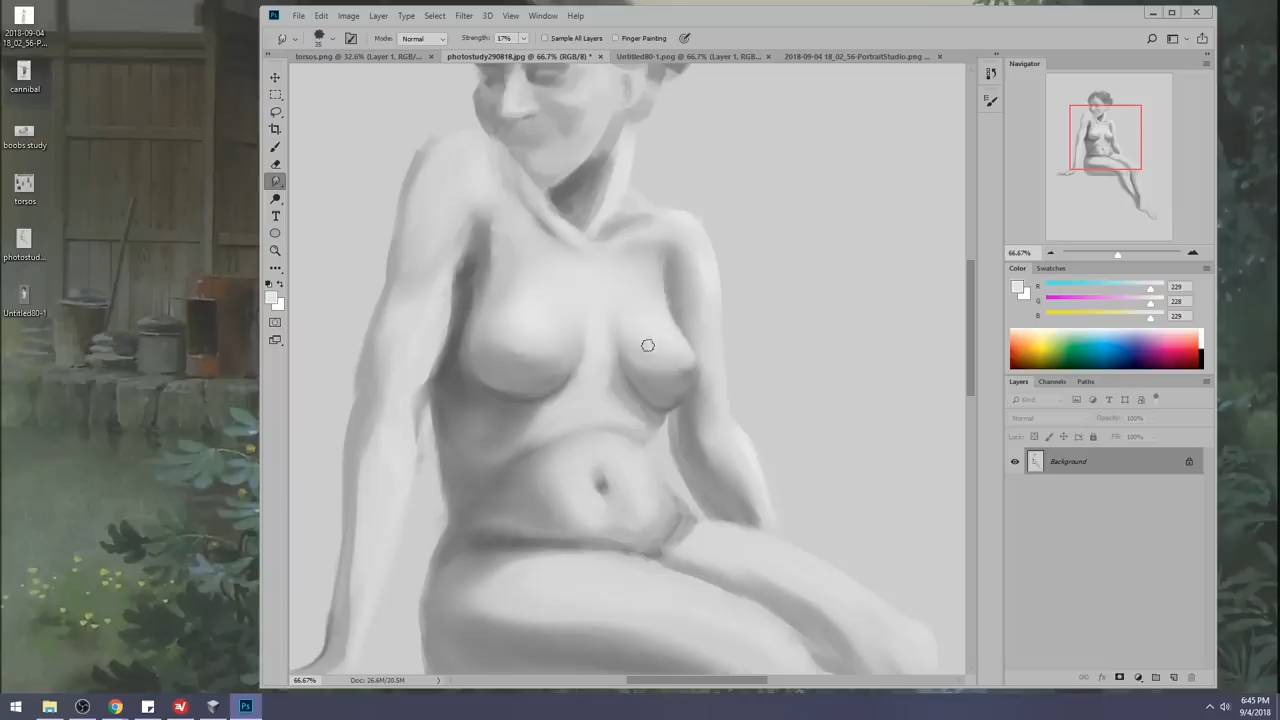 2018-09-04
18_02_56-P...
cannibal
boobs study
torsos
photostud...
Untitled80-1
Ps
File Edit Image Layer Type Select Filter 3D View Window Help
35
Mode: Normal
Strength: 17%
Sample All Layers
Finger Painting
torsos.png @ 32.6% (Layer 1, RGB/...
photostudy290818.jpg @ 66.7% (RGB/8) *
Untitled80-1.png @ 66.7% (Layer 1, RGB...
2018-09-04 18_02_56-PortraitStudio.png ...
Navigator
66.67%
Color Swatches
R 229
G 228
B 229
Layers Channels Paths
Kind
Normal
Opacity: 100%
Lock:
Fill: 100%
Background
66.67%
Doc: 26.6M/20.5M
Ps
6:45 PM
9/4/2018